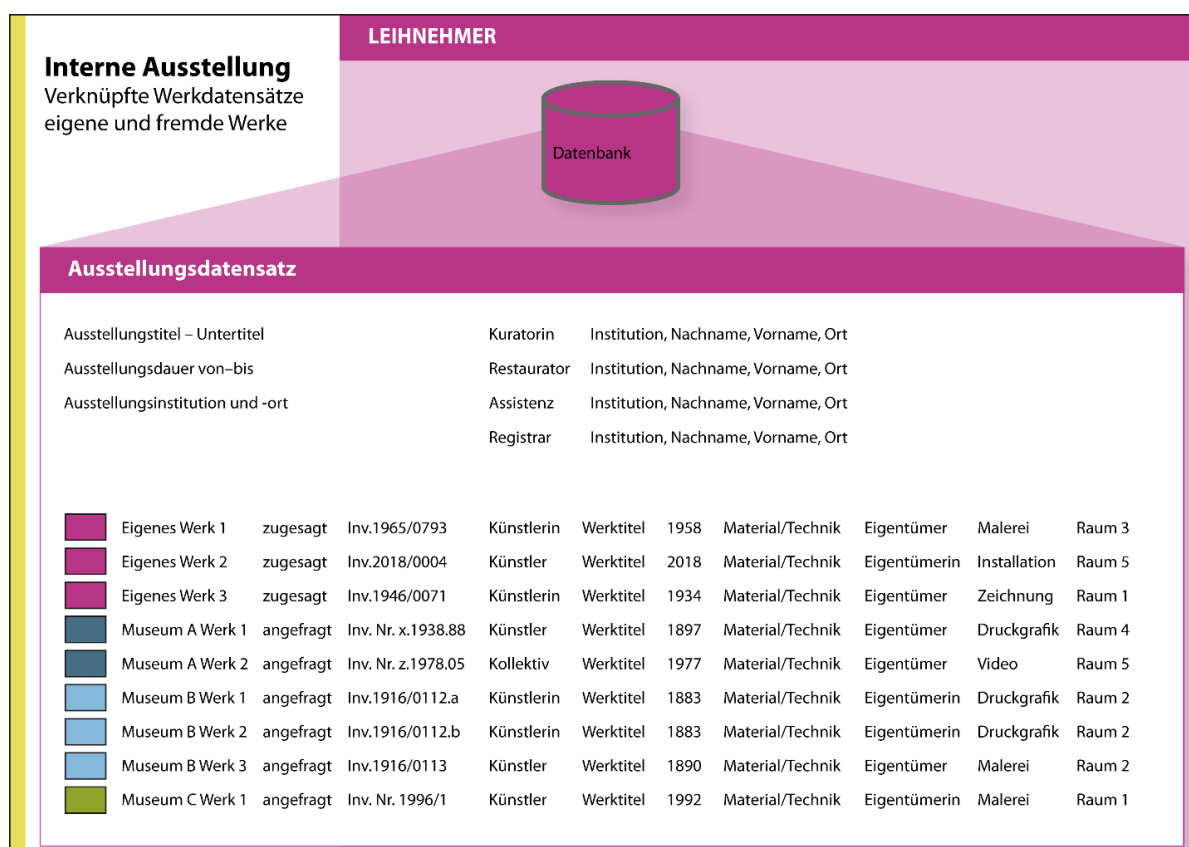 LEIHNEHMER
Interne Ausstellung
Verknüpfte Werkdatensätze
eigene und fremde Werke
Datenbank
Ausstellungsdatensatz
Ausstellungstitel – Untertitel Kuratorin Institution, Nachname, Vorname, Ort
Ausstellungsdauer von–bis Restaurator Institution, Nachname, Vorname, Ort
Ausstellungsinstitution und -ort Assistenz Institution, Nachname, Vorname, Ort
Registrar Institution, Nachname, Vorname, Ort
Eigenes Werk 1 zugesagt Inv.1965/0793 Künstlerin Werktitel 1958 Material/Technik Eigentümer Malerei Raum 3
Eigenes Werk 2 zugesagt Inv.2018/0004 Künstler Werktitel 2018 Material/Technik Eigentümerin Installation Raum 5
Eigenes Werk 3 zugesagt Inv.1946/0071 Künstlerin Werktitel 1934 Material/Technik Eigentümer Zeichnung Raum 1
Museum A Werk 1 angefragt Inv. Nr. x.1938.88 Künstler Werktitel 1897 Material/Technik Eigentümer Druckgrafik Raum 4
Museum A Werk 2 angefragt Inv. Nr. z.1978.05 Kollektiv Werktitel 1977 Material/Technik Eigentümer Video Raum 5
Museum B Werk 1 angefragt Inv.1916/0112.a Künstlerin Werktitel 1883 Material/Technik Eigentümerin Druckgrafik Raum 2
Museum B Werk 2 angefragt Inv.1916/0112.b Künstlerin Werktitel 1883 Material/Technik Eigentümerin Druckgrafik Raum 2
Museum B Werk 3 angefragt Inv.1916/0113 Künstler Werktitel 1890 Material/Technik Eigentümer Malerei Raum 2
Museum C Werk 1 angefragt Inv. Nr. 1996/1 Künstler Werktitel 1992 Material/Technik Eigentümerin Malerei Raum 1